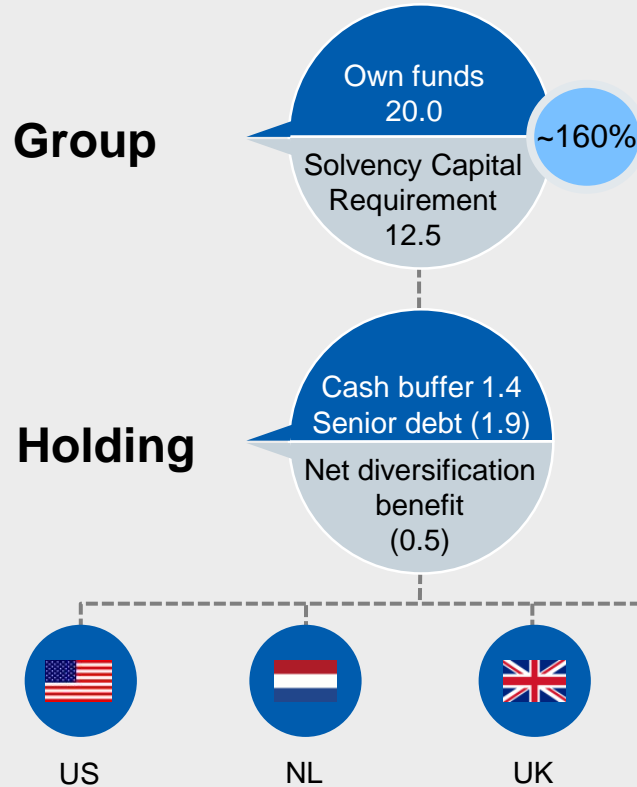 Group
Own funds
20.0
~160%
Solvency Capital
Requirement
12.5
Holding
Cash buffer 1.4
Senior debt (1.9)
Net diversification
benefit
(0.5)
US
NL
UK